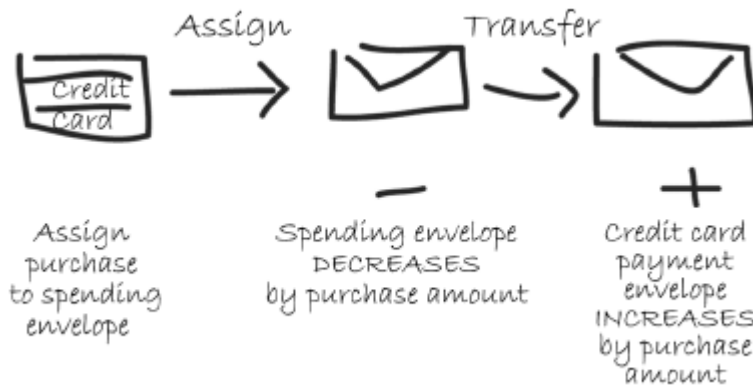 Assign
Transfer
Credit
Card
Assign
purchase
to spending
envelope
Spending envelope
DECREASES
by purchase amount
Credit card
payment
envelope
INCREASES
by purchase
amount